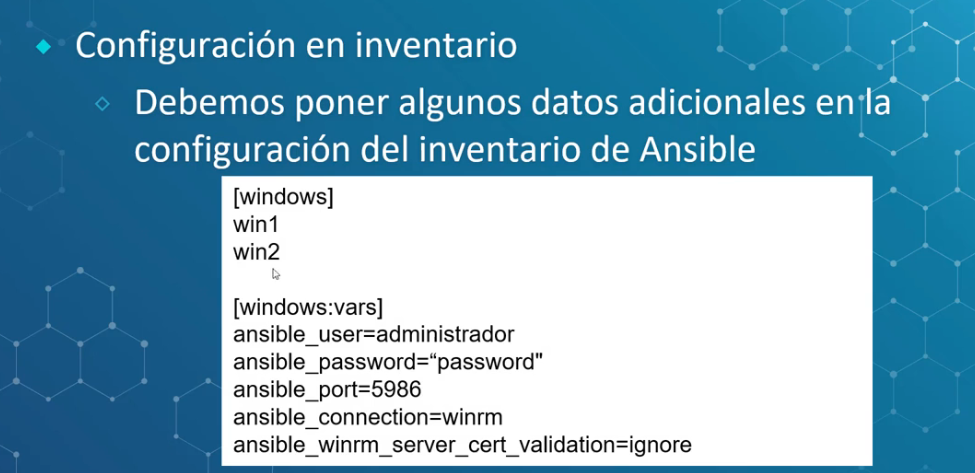 Configuración en inventario
Debemos poner algunos datos adicionales en la
configuración del inventario de Ansible
[windows]
win1
win2
[windows:vars]
ansible_user=administrador
ansible_password=“password"
ansible_port=5986
ansible_connection=winrm
ansible_winrm_server_cert_validation=ignore